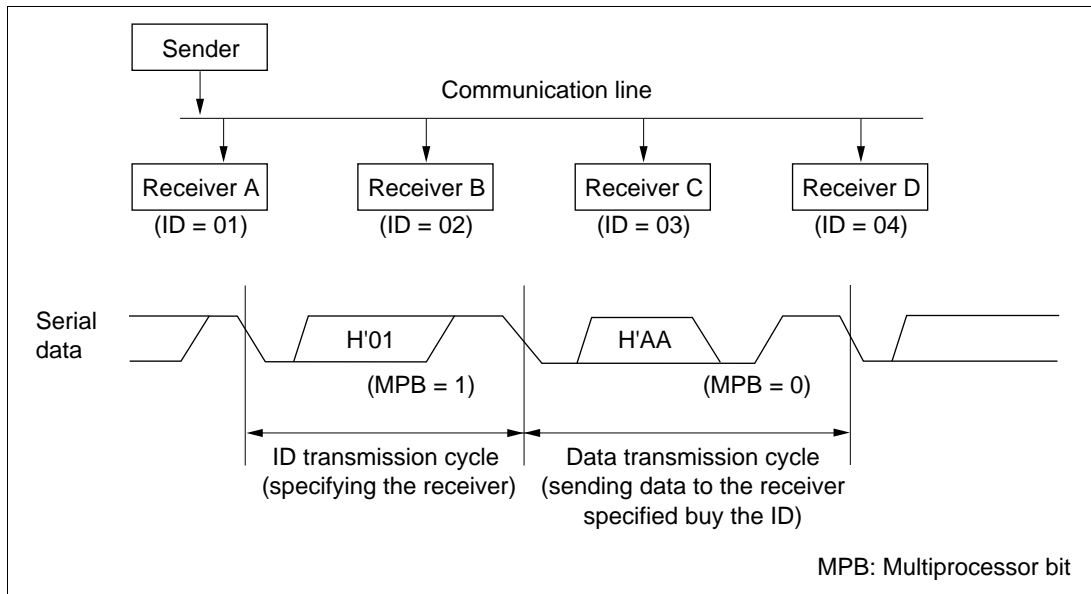 Sender
Communication line
Receiver A
Receiver B
Receiver C
Receiver D
(ID = 01)
(ID = 02)
(ID = 03)
(ID = 04)
Serial
data
H'01
H'AA
(MPB = 1)
(MPB = 0)
ID transmission cycle
(specifying the receiver)
Data transmission cycle
(sending data to the receiver
specified buy the ID)
MPB: Multiprocessor bit